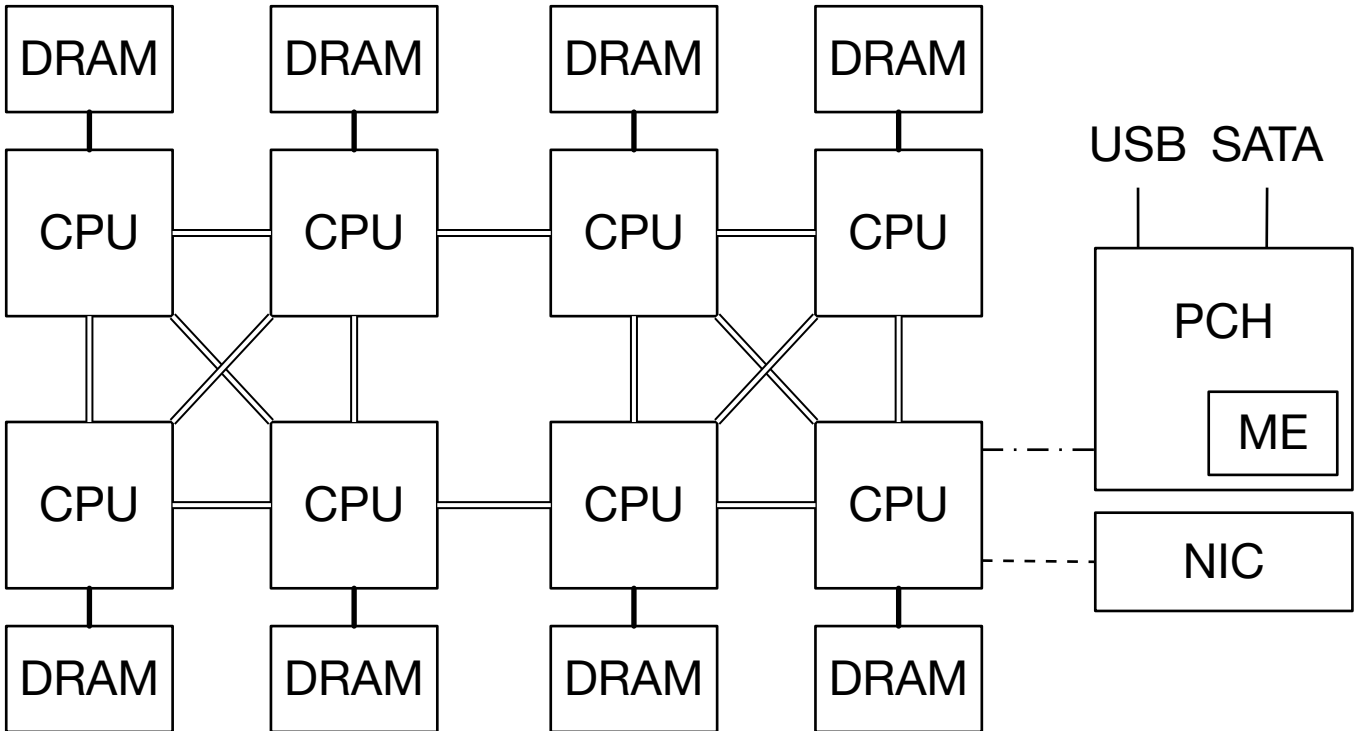 DRAM DRAM DRAM DRAM
USB SATA
CPU CPU CPU CPU
PCH
ME
CPU CPU CPU CPU
NIC
DRAM DRAM DRAM DRAM